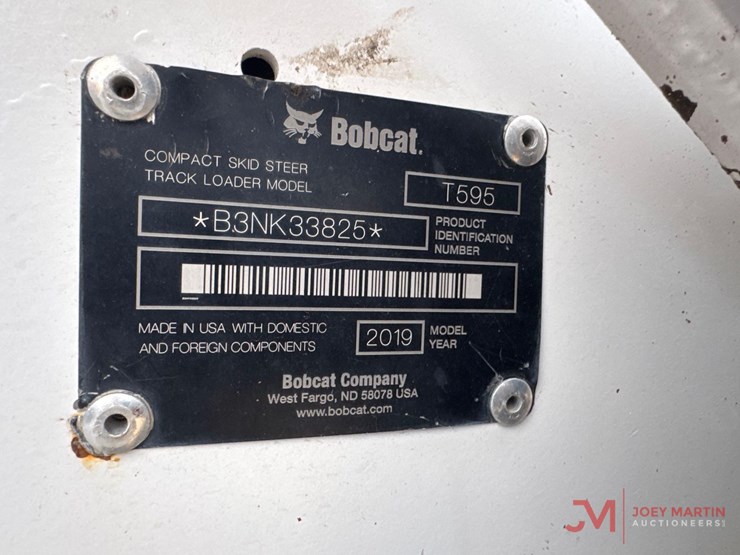 Bobcat.
COMPACT SKID STEER
TRACK LOADER MODEL
T595
*B3NK33825*
PRODUCT
IDENTIFICATION
NUMBER
MADE IN USA WITH DOMESTIC
AND FOREIGN COMPONENTS
2019
MODEL
YEAR
Bobcat Company
West Fargo, ND 58078 USA
www.bobcat.com
JM JOEY MARTIN
AUCTIONEERS